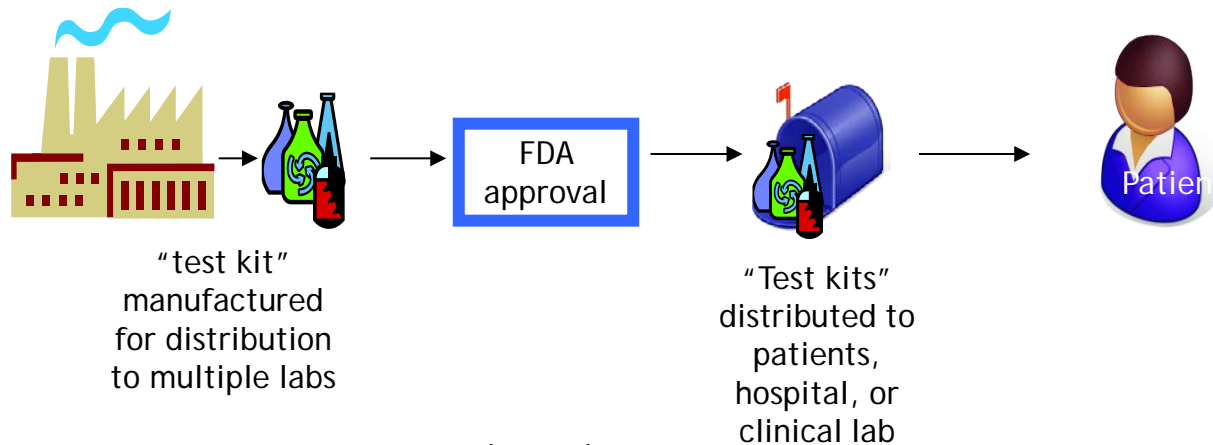 FDA
approval
Patien
“test kit”
manufactured
for distribution
to multiple labs
“Test kits”
distributed to
patients,
hospital, or
clinical lab